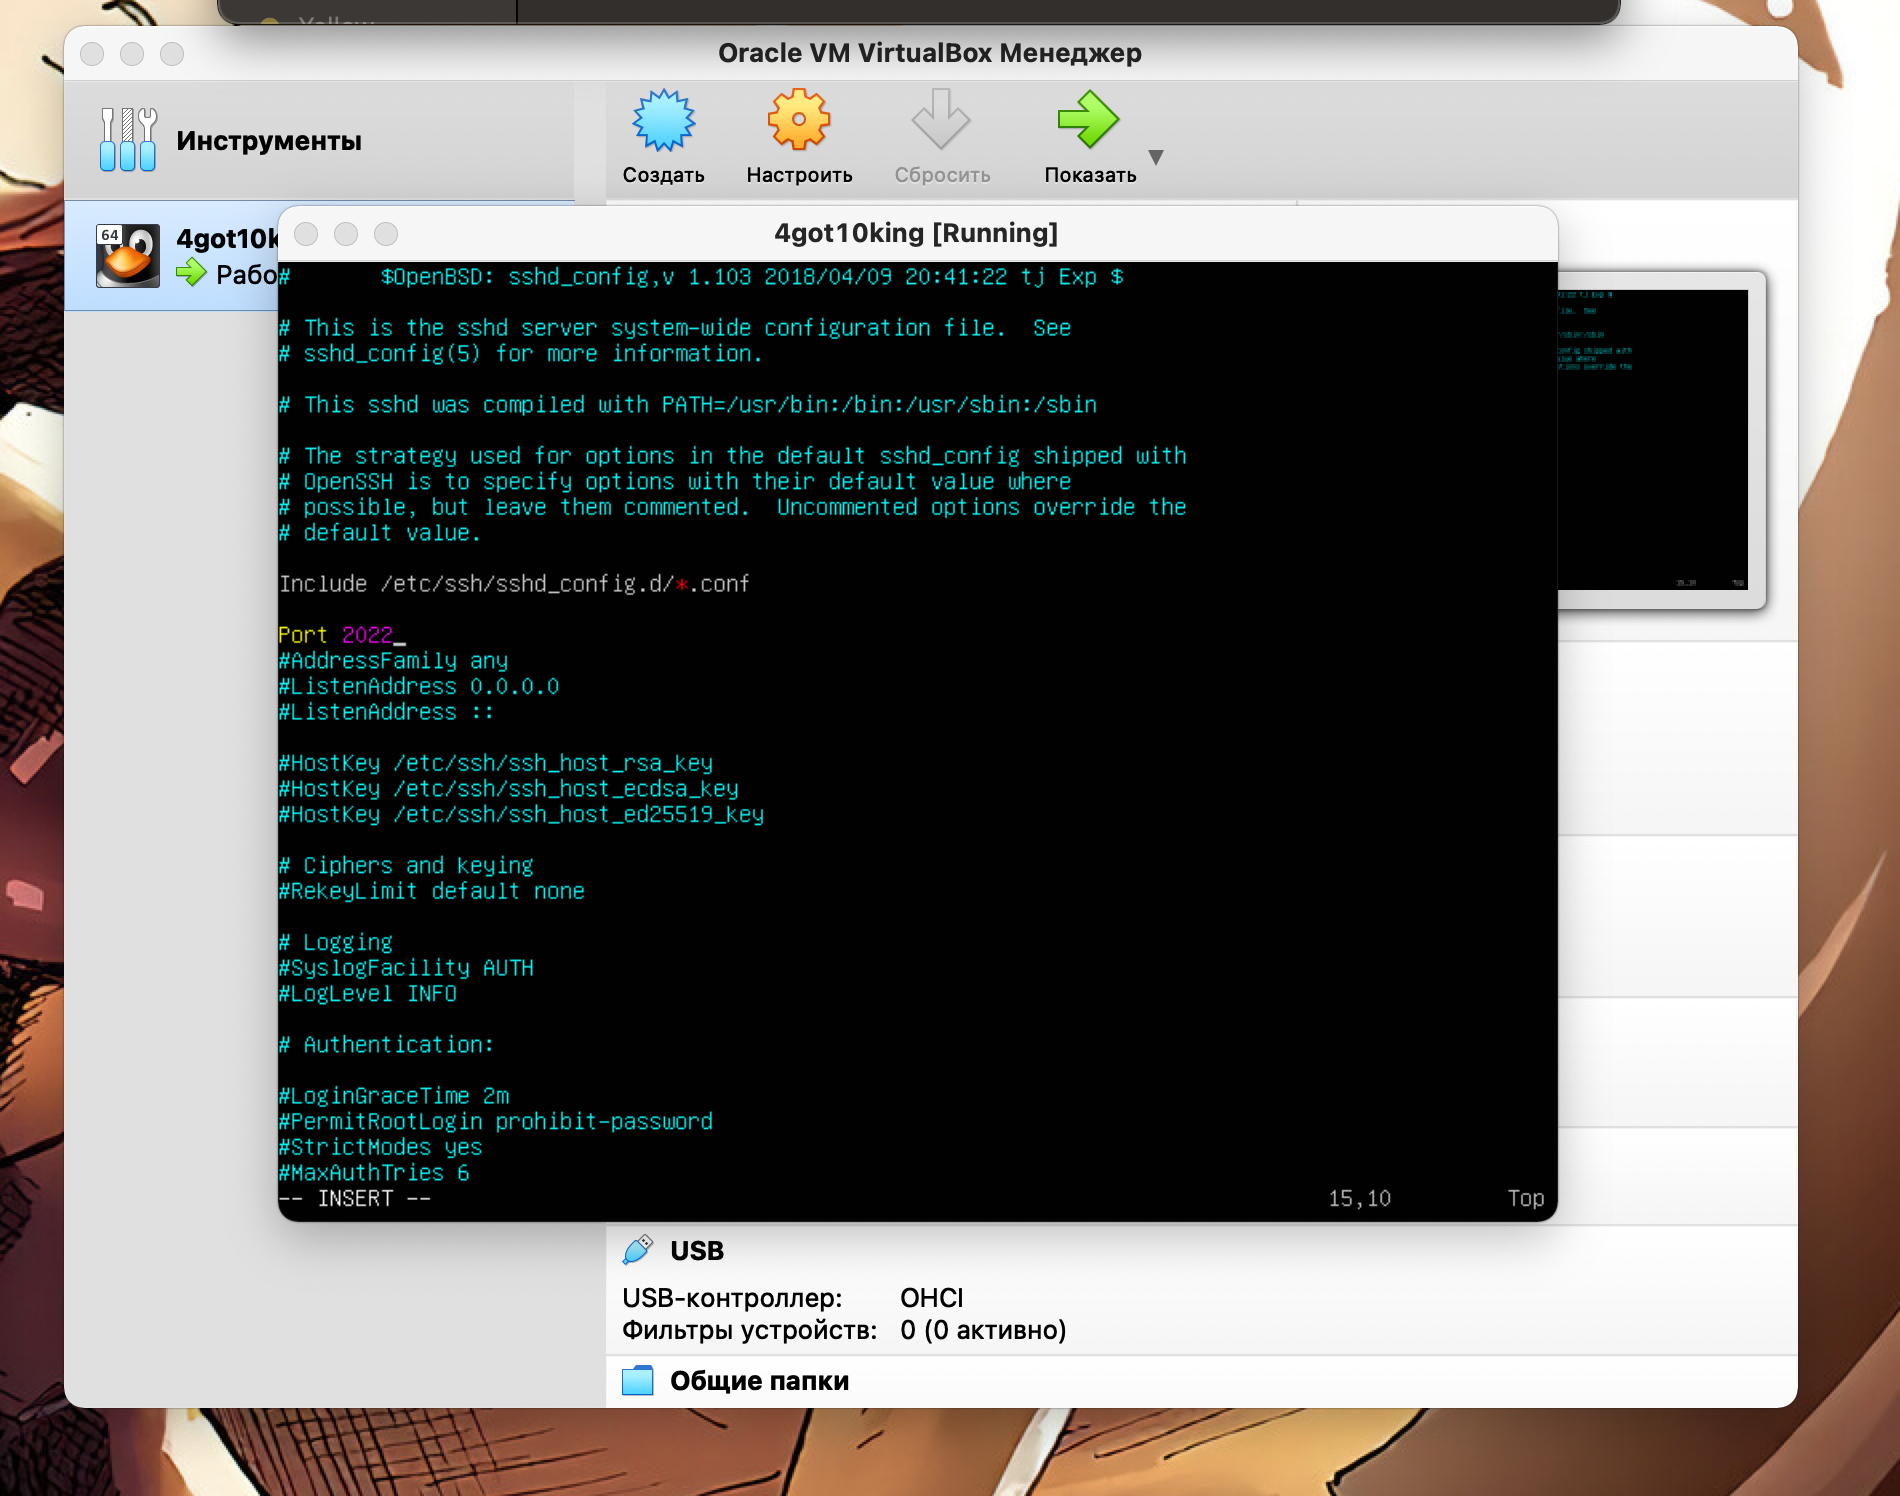 Yellow
Oracle VM VirtualBox Менеджер
Инструменты
Создать
Настроить
Сбросить
Показать
64
4got10k
Рабо
4got10king [Running]
#       $OpenBSD: sshd_config,v 1.103 2018/04/09 20:41:22 tj Exp $
# This is the sshd server system-wide configuration file.  See
# sshd_config(5) for more information.
# This sshd was compiled with PATH=/usr/bin:/bin:/usr/sbin:/sbin
# The strategy used for options in the default sshd_config shipped with
# OpenSSH is to specify options with their default value where
# possible, but leave them commented.  Uncommented options override the
# default value.
Include /etc/ssh/sshd_config.d/*.conf
Port 2022_
#AddressFamily any
#ListenAddress 0.0.0.0
#ListenAddress ::
#HostKey /etc/ssh/ssh_host_rsa_key
#HostKey /etc/ssh/ssh_host_ecdsa_key
#HostKey /etc/ssh/ssh_host_ed25519_key
# Ciphers and keying
#RekeyLimit default none
# Logging
#SyslogFacility AUTH
#LogLevel INFO
# Authentication:
#LoginGraceTime 2m
#PermitRootLogin prohibit-password
#StrictModes yes
#MaxAuthTries 6
-- INSERT --
15,10
Top
USB
USB-контроллер: OHCI
Фильтры устройств: 0 (0 активно)
Общие папки